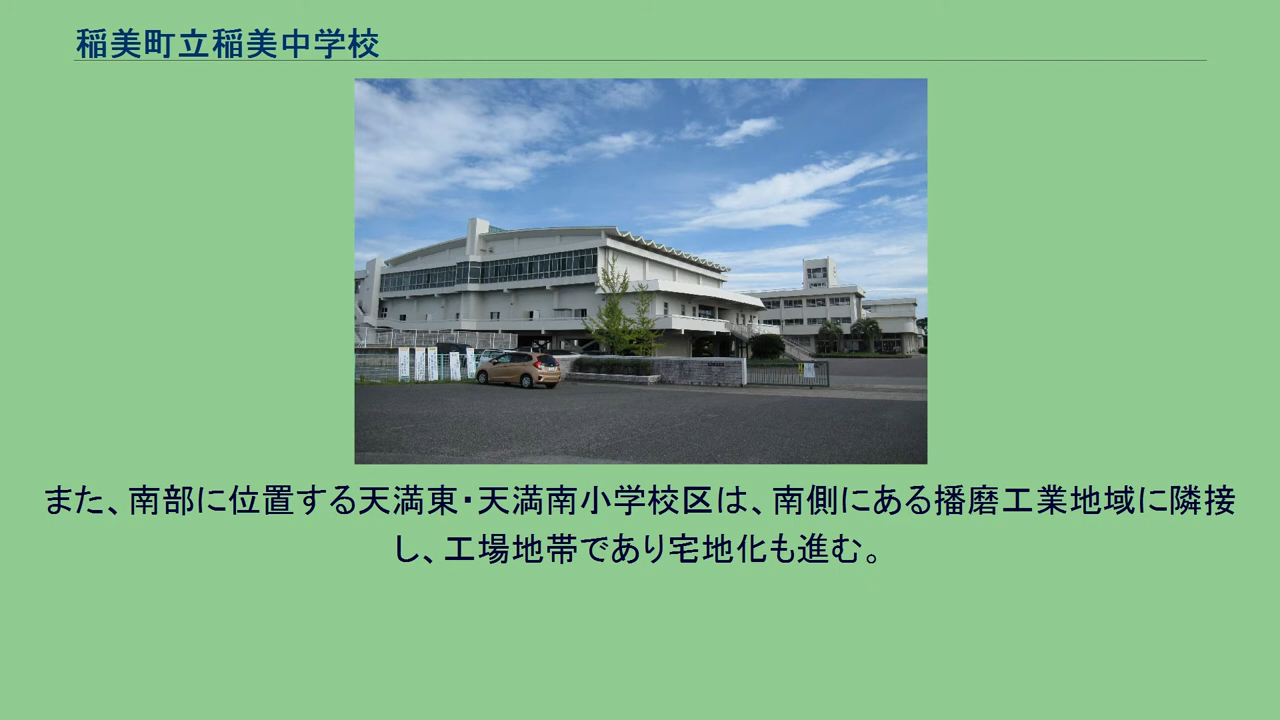 稲美町立稲美中学校
また、南部に位置する天満東・天満南小学校区は、南側にある播磨工業地域に隣接
し、工場地帯であり宅地化も進む。